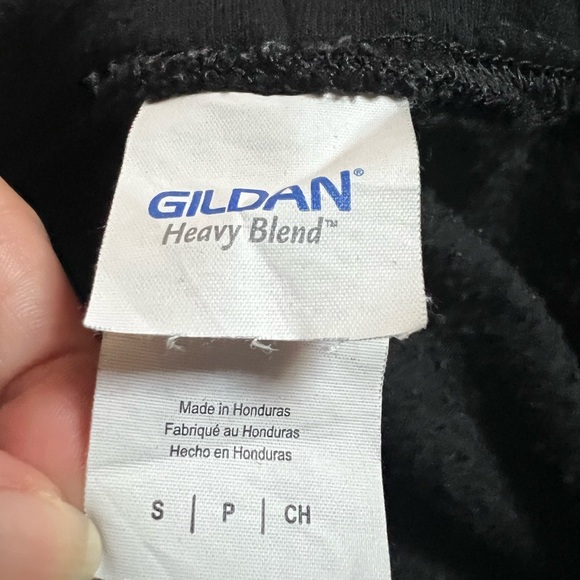 GILDAN®
Heavy Blend™
Made in Honduras
Fabriqué au Honduras
Hecho en Honduras
S | P | CH